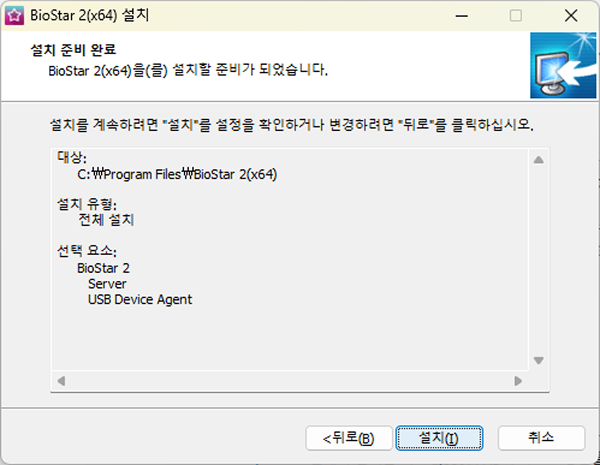 BioStar 2(x64) 설치
설치 준비 완료
BioStar 2(x64)을(를) 설치할 준비가 되었습니다.
설치를 계속하려면 "설치"를 설정을 확인하거나 변경하려면 "뒤로"를 클릭하십시오.
대상:
C:₩Program Files₩BioStar 2(x64)
설치 유형:
전체 설치
선택 요소:
BioStar 2
Server
USB Device Agent
<뒤로(B)
설치(I)
취소